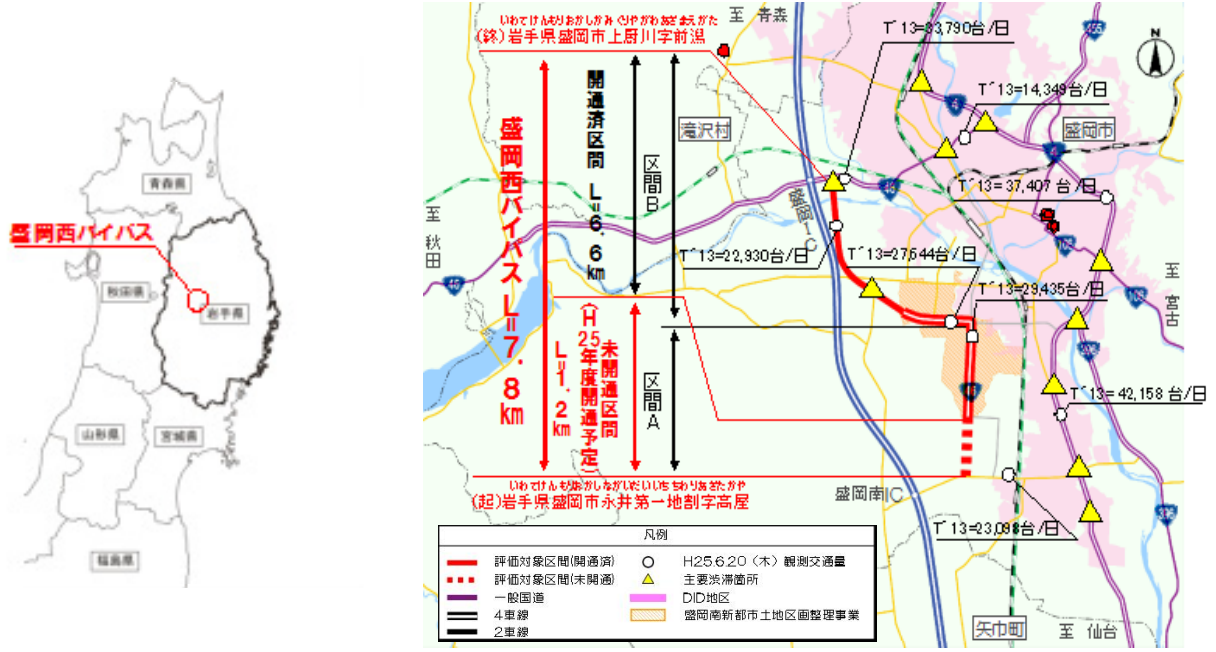 青森県
盛岡西バイパス
秋田県
岩手県
山形県
宮城県
福島県
いわてけんもりおかしかみくりやがわあざまえがた
(終)岩手県盛岡市上厨川字前潟
至 青森
T´13=33,790台/日
N
T´13=14,349台/日
4
滝沢村
盛岡市
4
盛岡西バイパス L=7.8km
開通済区間 L=6.6km
区間B
46
T´13=37,407台/日
至 秋田
盛岡IC
46
T´13=22,930台/日
T´13=27,544台/日
T´13=29,435台/日
至 宮古
未開通区間
(H25年度開通予定)
L=1.2km
区間A
T´13=42,158台/日
いわてけんもりおかしながいだいいちちわりあざたかや
(起)岩手県盛岡市永井第一地割字高屋
盛岡南IC
T´13=23,098台/日
396
凡例
評価対象区間(開通済)
評価対象区間(未開通)
一般国道
4車線
2車線
H25.6.20(木)観測交通量
主要渋滞箇所
DID地区
盛岡南新都市土地区画整理事業
矢巾町
至 仙台